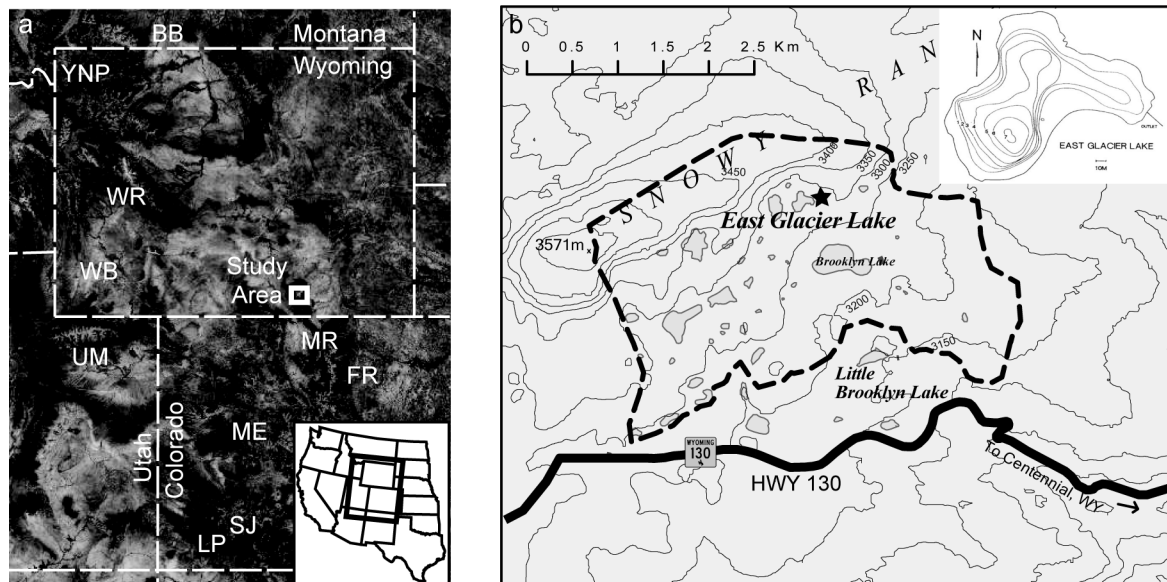 a
BB
Montana
Wyoming
YNP
WR
WB
Study
Area
UM
MR
FR
Utah
Colorado
ME
SJ
LP
b
0 0.5 1 2 2.5 Km
SNOWY RAN
3450
3400
3350
3300
3250
3571m
East Glacier Lake
Brooklyn Lake
3200
3150
Little
Brooklyn Lake
WYOMING
130
HWY 130
To Centennial, WY
N
OUTLET
EAST GLACIER LAKE
10M